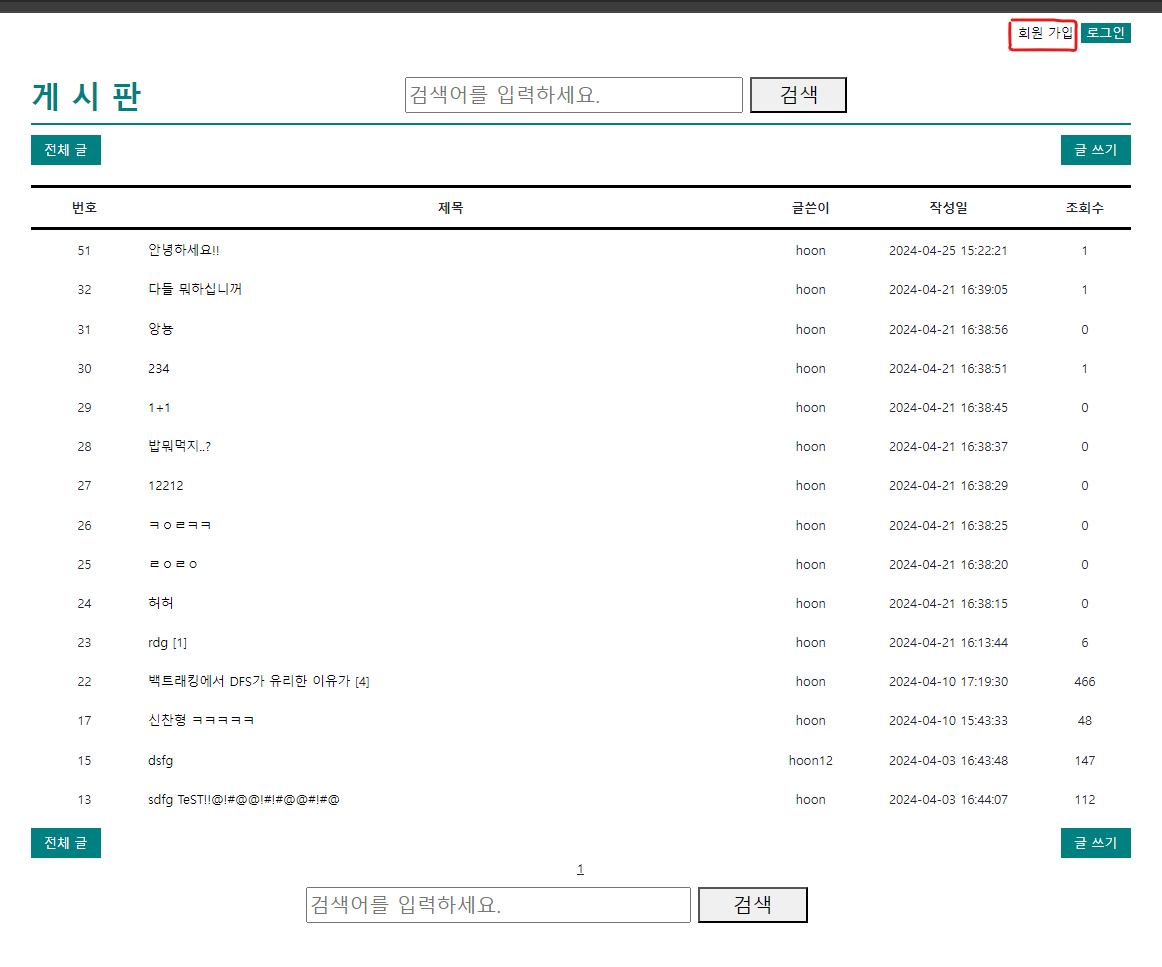 회원 가입 로그인
게 시 판 검색어를 입력하세요. 검색
전체 글 글 쓰기
번호 제목 글쓴이 작성일 조회수
51 안녕하세요!! hoon 2024-04-25 15:22:21 1
32 다들 뭐하십니꺼 hoon 2024-04-21 16:39:05 1
31 앙뇽 hoon 2024-04-21 16:38:56 0
30 234 hoon 2024-04-21 16:38:51 1
29 1+1 hoon 2024-04-21 16:38:45 0
28 밥뭐먹지..? hoon 2024-04-21 16:38:37 0
27 12212 hoon 2024-04-21 16:38:29 0
26 ㅋㅇㄹㅋㅋ hoon 2024-04-21 16:38:25 0
25 ㄹㅇㄹㅇ hoon 2024-04-21 16:38:20 0
24 허허 hoon 2024-04-21 16:38:15 0
23 rdg [1] hoon 2024-04-21 16:13:44 6
22 백트래킹에서 DFS가 유리한 이유가 [4] hoon 2024-04-10 17:19:30 466
17 신찬형 ㅋㅋㅋㅋㅋ hoon 2024-04-10 15:43:33 48
15 dsfg hoon12 2024-04-03 16:43:48 147
13 sdfg TeST!!@!#@@!#!#@@#!#@ hoon 2024-04-03 16:44:07 112
전체 글 글 쓰기
1
검색어를 입력하세요. 검색